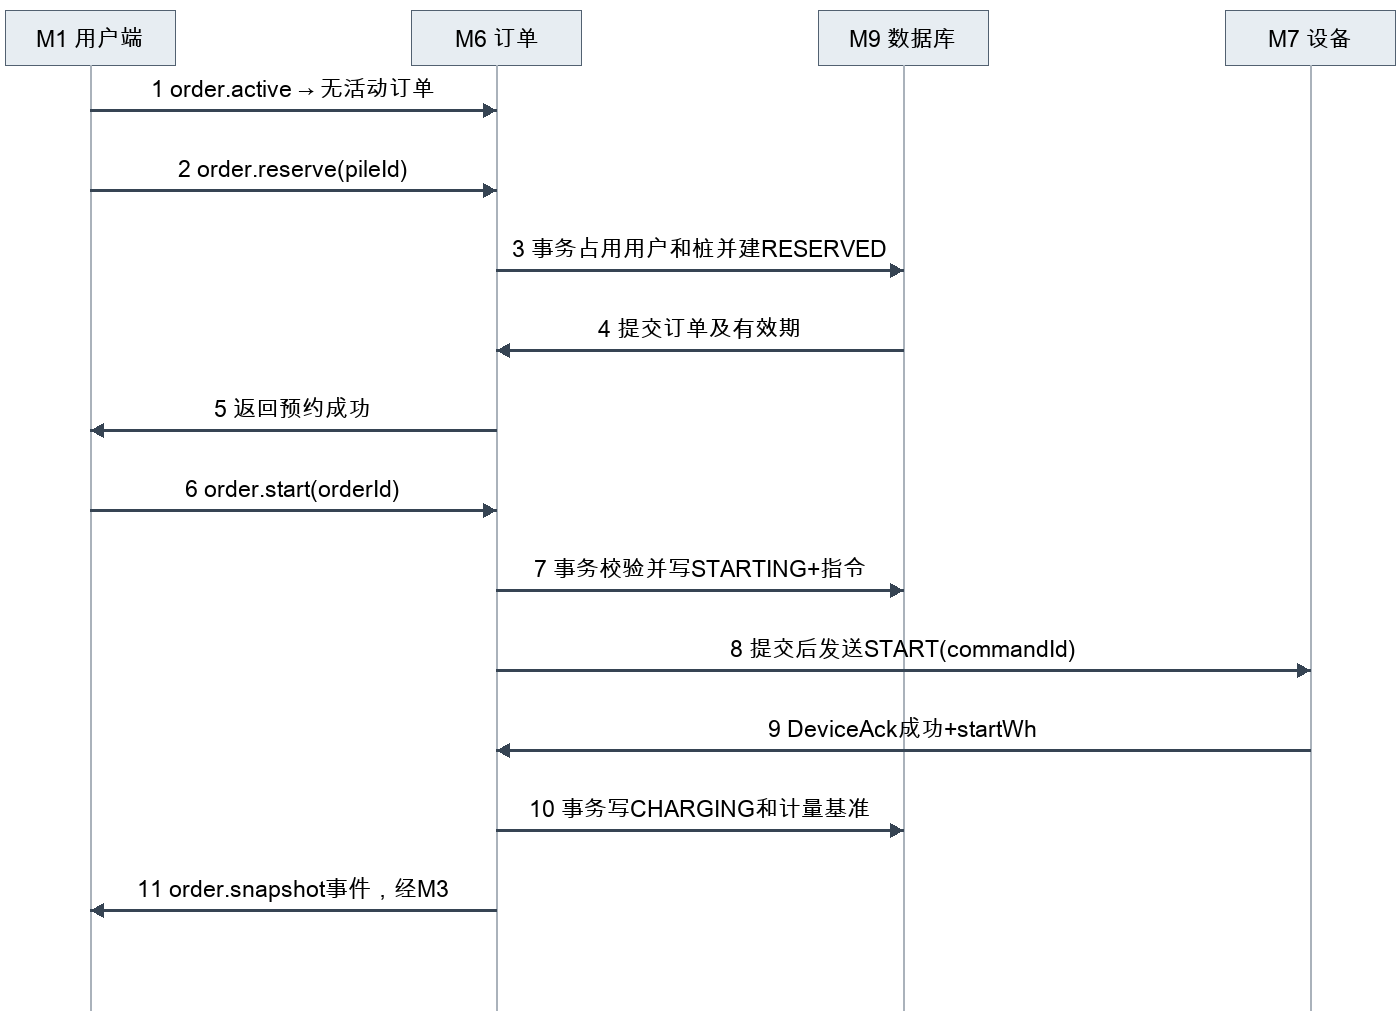 M1 用户端
M6 订单
M9 数据库
M7 设备
1 order.active→无活动订单
2 order.reserve(pileId)
3 事务占用用户和桩并建RESERVED
4 提交订单及有效期
5 返回预约成功
6 order.start(orderId)
7 事务校验并写STARTING+指令
8 提交后发送START(commandId)
9 DeviceAck成功+startWh
10 事务写CHARGING和计量基准
11 order.snapshot事件，经M3